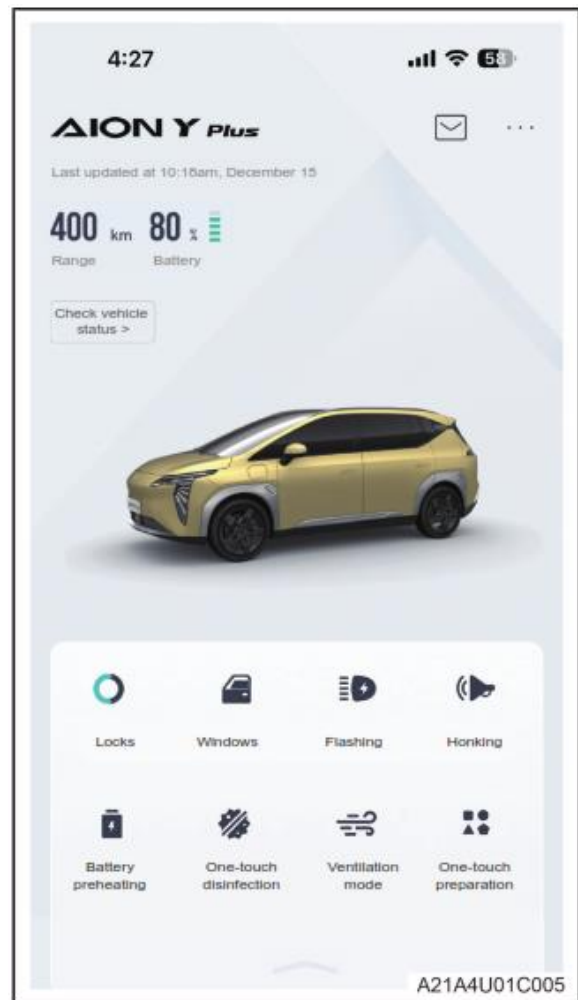 4:27
58
AION Y Plus
Last updated at 10:16am, December 15
400 km 80 %
Range Battery
Check vehicle
status >
Locks Windows Flashing Honking
Battery One-touch Ventilation One-touch
preheating disinfection mode preparation
A21A4U01C005